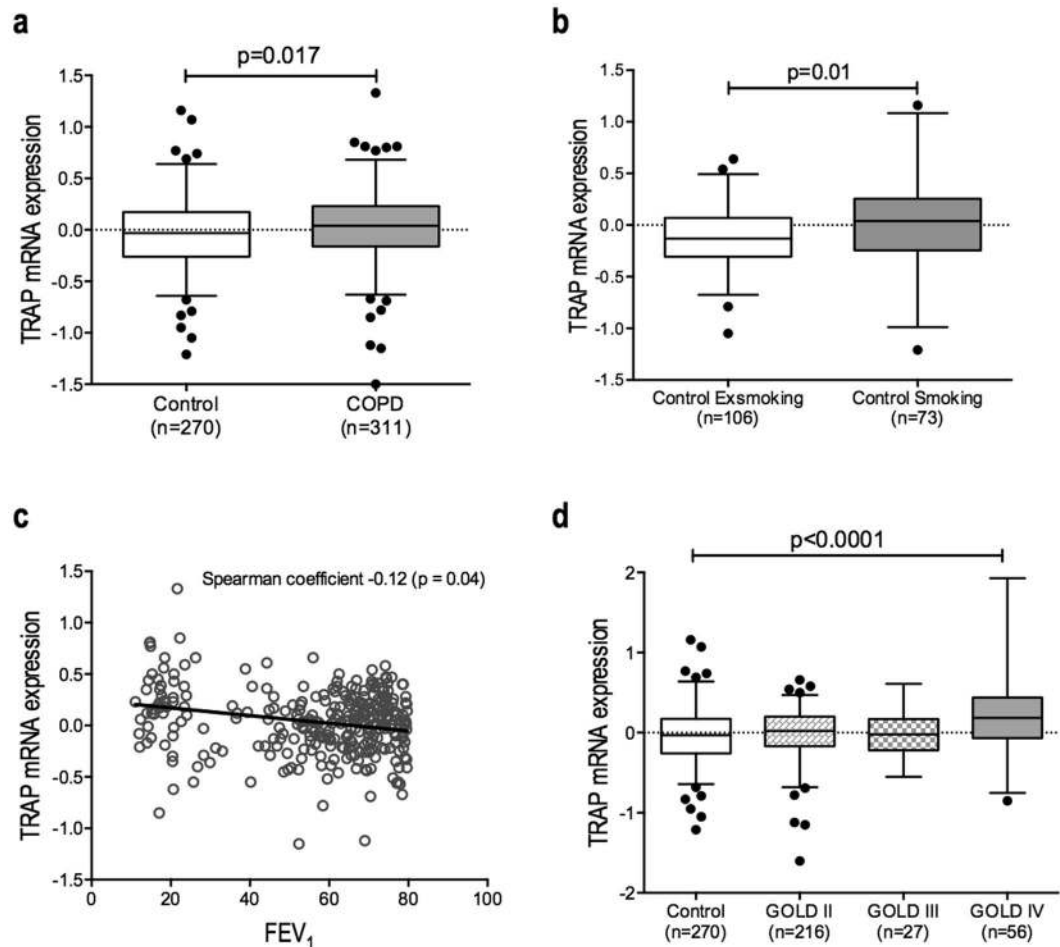 a
p=0.017
TRAP mRNA expression
1.5
1.0
0.5
0.0
-0.5
-1.0
-1.5
Control
(n=270)
COPD
(n=311)
b
p=0.01
TRAP mRNA expression
1.5
1.0
0.5
0.0
-0.5
-1.0
-1.5
Control Exsmoking
(n=106)
Control Smoking
(n=73)
c
Spearman coefficient -0.12 (p = 0.04)
TRAP mRNA expression
1.5
1.0
0.5
0.0
-0.5
-1.0
-1.5
0
20
40
60
80
100
FEV1
d
p<0.0001
TRAP mRNA expression
2
1
0
-1
-2
Control
(n=270)
GOLD II
(n=216)
GOLD III
(n=27)
GOLD IV
(n=56)